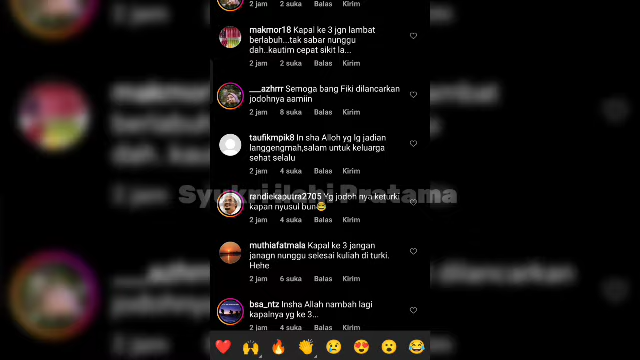 2 jam 2 suka Balas Kirim
makmor18 Kapal ke 3 jgn lambat
berlabuh...tak sabar nunggu
dah..kautim cepat sikit la...
2 jam 2 suka Balas Kirim
___azhrrr Semoga bang Fiki dilancarkan
jodohnya aamiin
2 jam 8 suka Balas Kirim
taufikmpik8 In sha Alloh yg lg jadian
langgengmah,salam untuk keluarga
sehat selalu
2 jam 4 suka Balas Kirim
Syukri ilahi Pratama
randiekaputra2705 Yg jodoh nya keturki
kapan nyusul bun😂
2 jam 4 suka Balas Kirim
muthiafatmala Kapal ke 3 jangan
janagn nunggu selesai kuliah di turki.
Hehe
2 jam 6 suka Balas Kirim
bsa_ntz Insha Allah nambah lagi
kapalnya yg ke 3...
2 jam 4 suka Balas Kirim